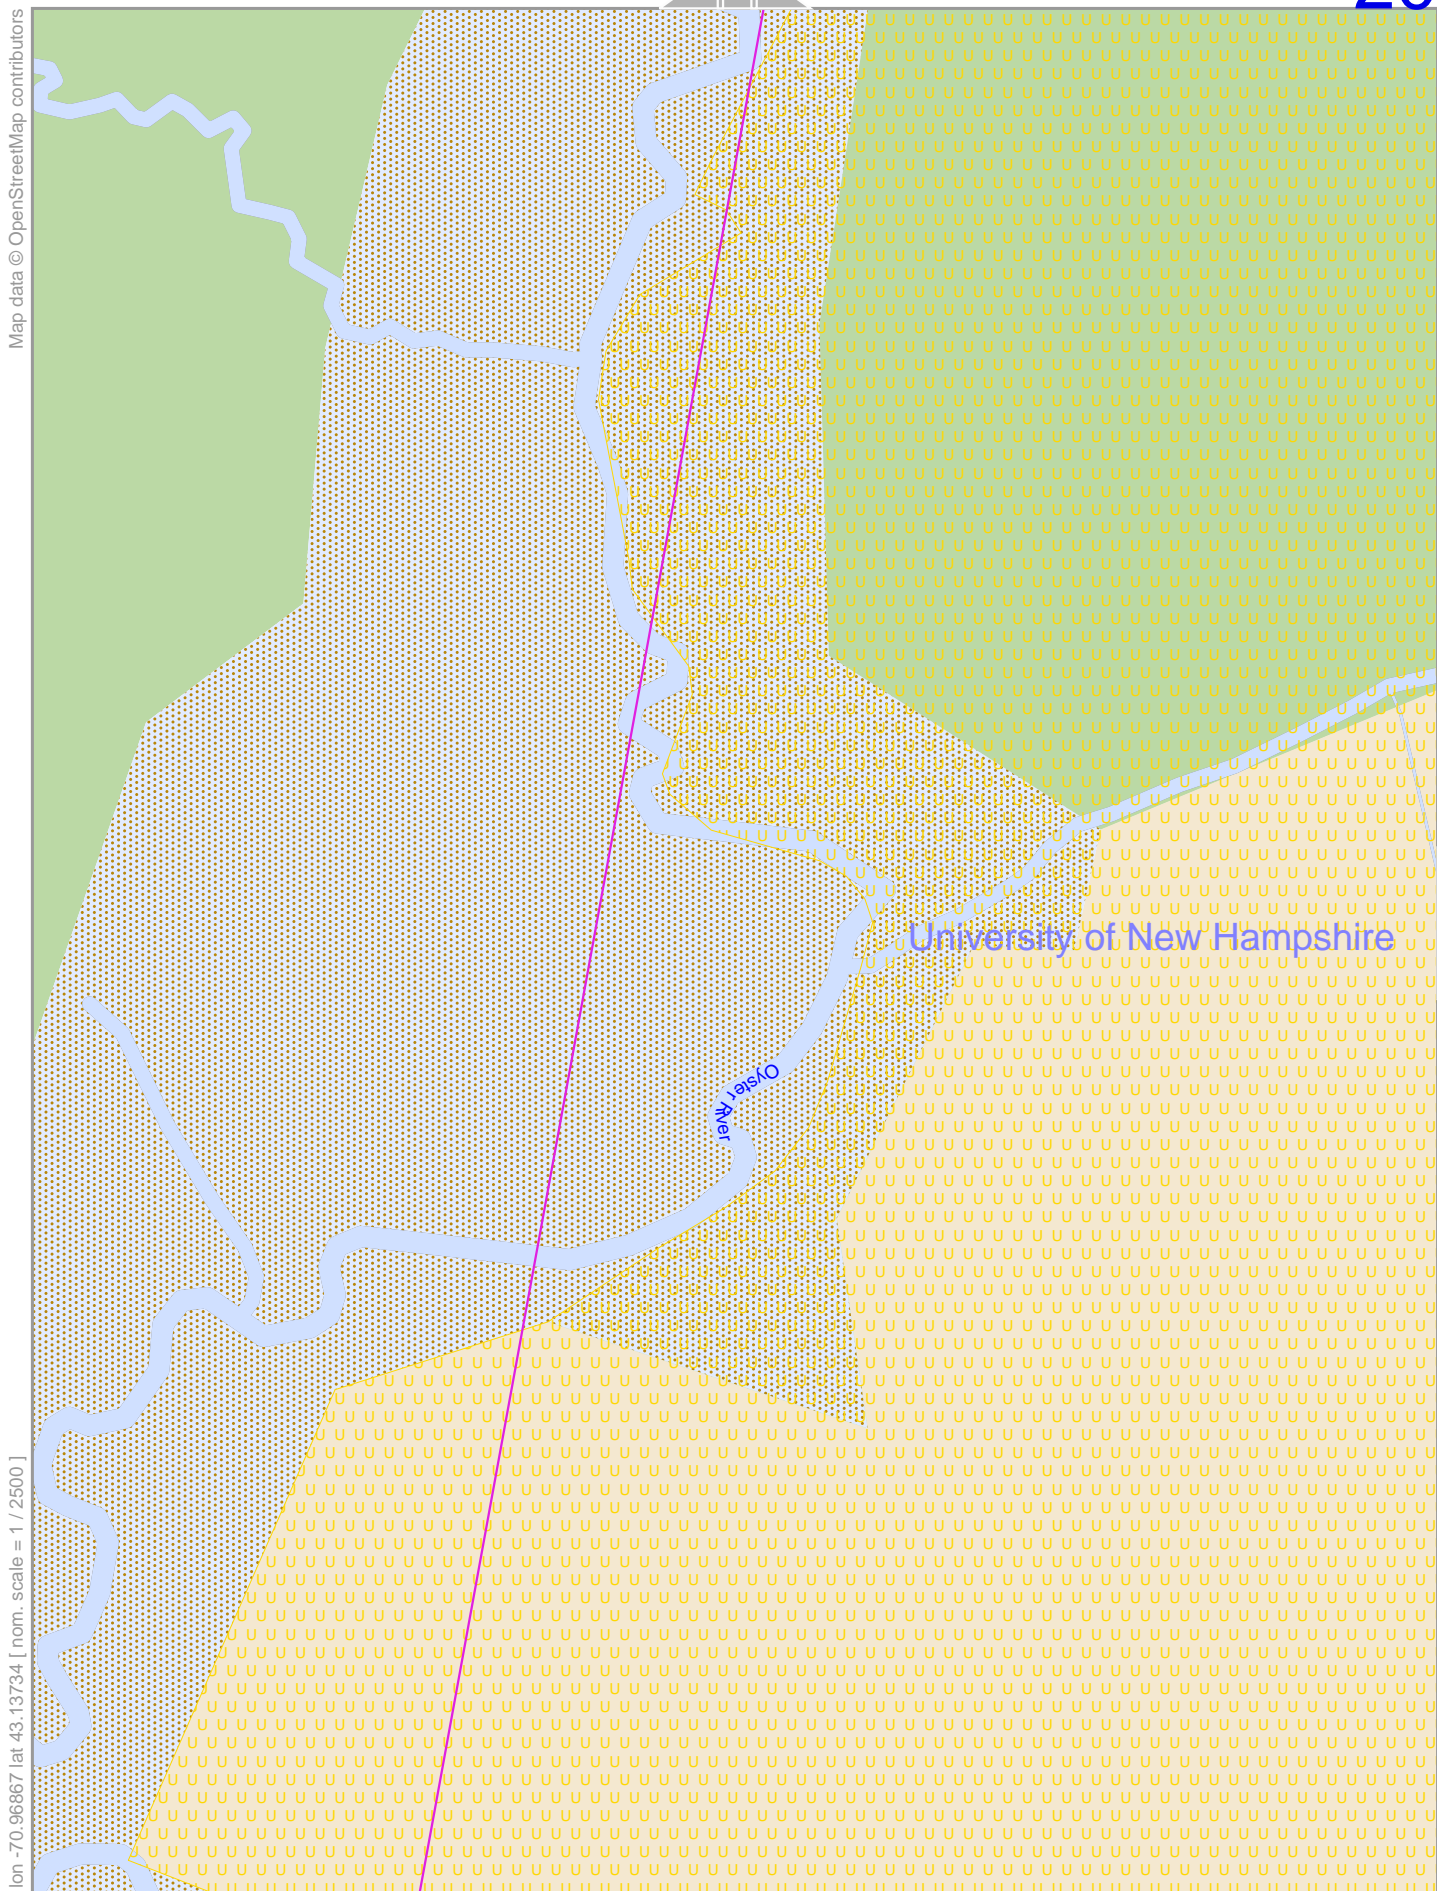 Map data © OpenStreetMap contributors
University of New Hampshire
Oyster River
lon -70.96867 lat 43.13734 [ nom. scale = 1 / 2500 ]